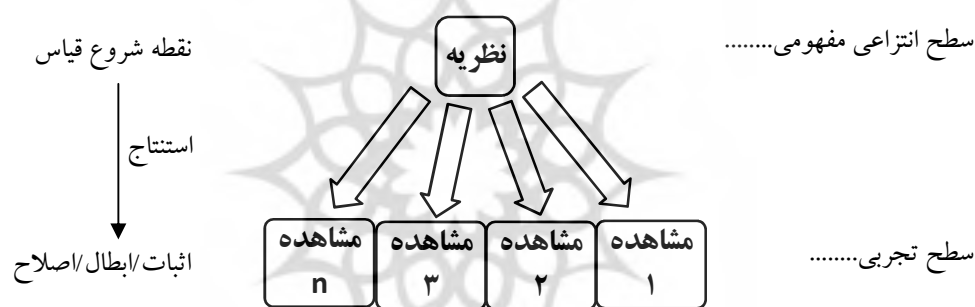 سطح انتزاعی مفهومی........
نظریه
نقطه شروع قیاس
استنتاج
مشاهده ۱
مشاهده ۲
مشاهده ۳
مشاهده n
سطح تجربی........
اثبات/ابطال/اصلاح